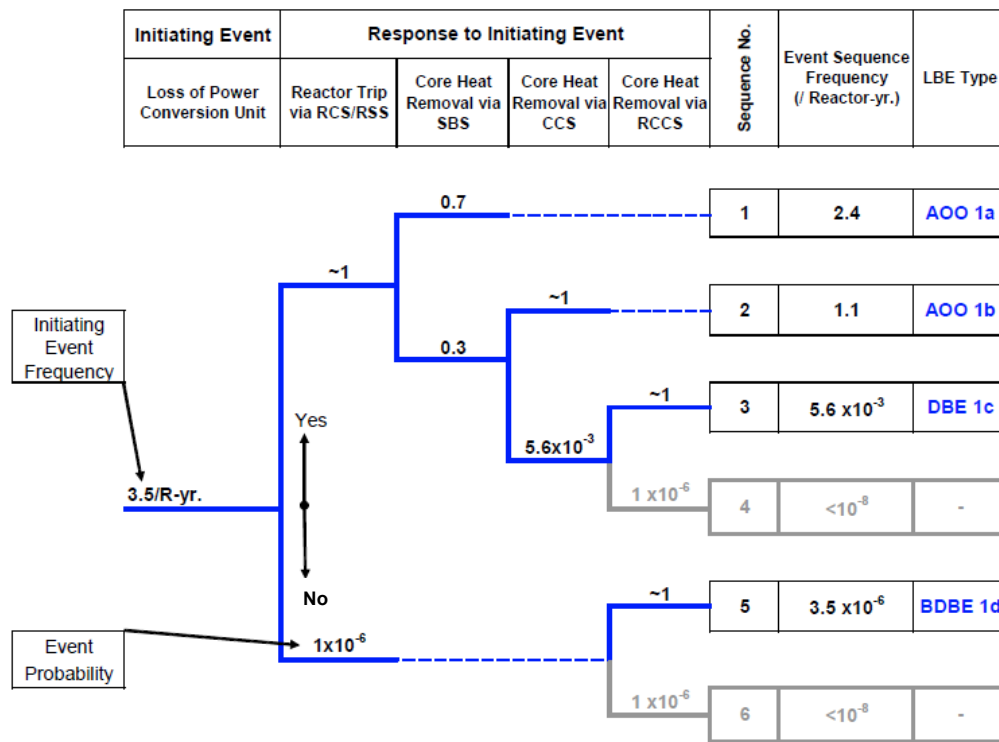 Initiating Event
Response to Initiating Event
Sequence No.
Event Sequence
Frequency
(/ Reactor-yr.)
LBE Type
Loss of Power
Conversion Unit
Reactor Trip
via RCS/RSS
Core Heat
Removal via
SBS
Core Heat
Removal via
CCS
Core Heat
Removal via
RCCS
0.7
1
2.4
AOO 1a
~1
~1
2
1.1
AOO 1b
Initiating
Event
Frequency
0.3
~1
3
5.6 x10⁻³
DBE 1c
Yes
5.6x10⁻³
3.5/R-yr.
1 x10⁻⁶
4
<10⁻⁸
-
No
~1
5
3.5 x10⁻⁶
BDBE 1d
Event
Probability
1x10⁻⁶
1 x10⁻⁶
6
<10⁻⁸
-